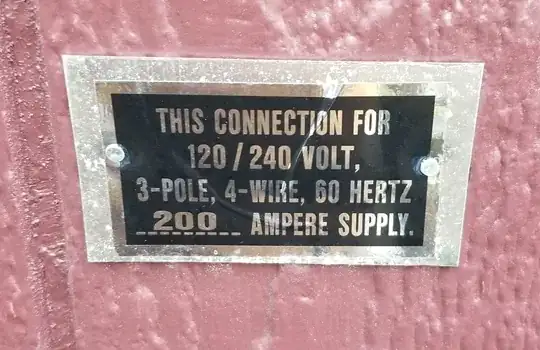 THIS CONNECTION FOR
120/240 VOLT,
3-POLE, 4-WIRE, 60 HERTZ
200 AMPERE SUPPLY.